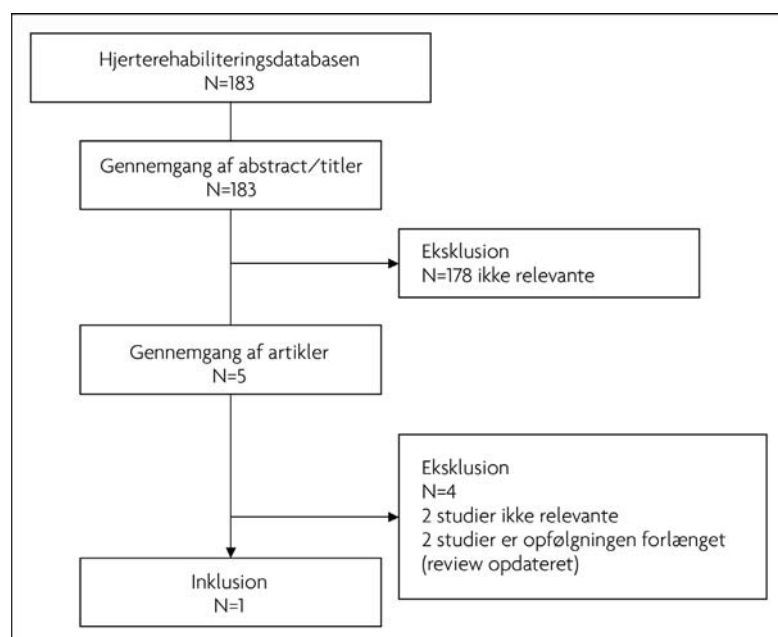 Hjerterehabiliteringsdatabasen
N=183
Gennemgang af abstract/titler
N=183
Eksklusion
N=178 ikke relevante
Gennemgang af artikler
N=5
Eksklusion
N=4
2 studier ikke relevante
2 studier er opfølgningen forlænget
(review opdateret)
Inklusion
N=1